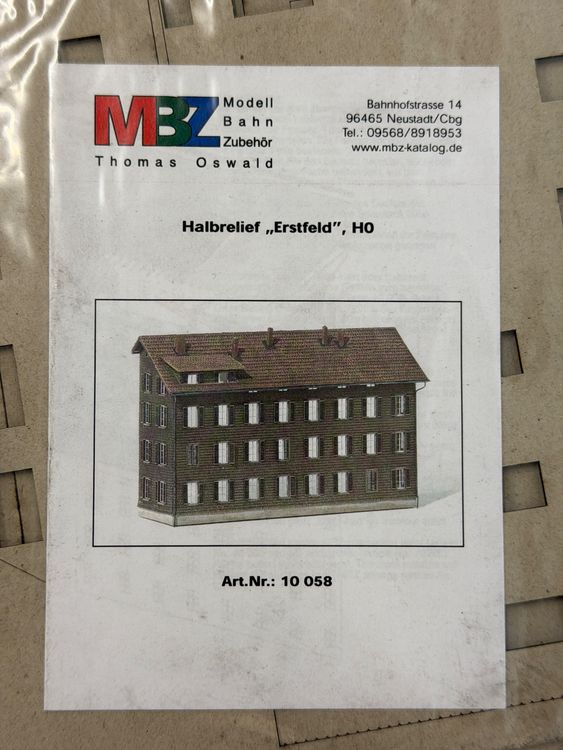 MBZ
Modell
Bahn
Zubehör
Thomas Oswald
Bahnhofstrasse 14
96465 Neustadt/Cbg
Tel.: 09568/8918953
www.mbz-katalog.de
Halbrelief „Erstfeld”, H0
Art.Nr.: 10 058